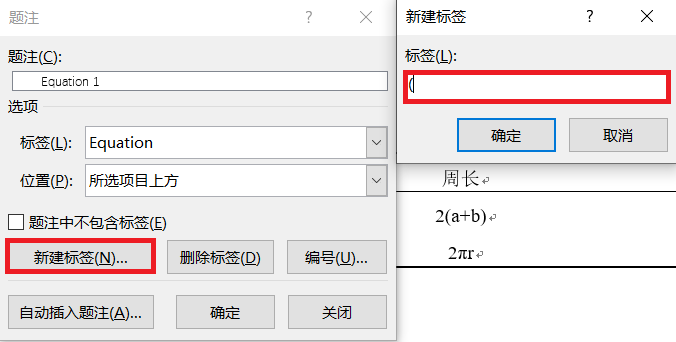 题注
?
题注(C):
Equation 1
选项
标签(L):
Equation
位置(P):
所选项目上方
题注中不包含标签(E)
新建标签(N)...
删除标签(D)
编号(U)...
自动插入题注(A)...
确定
关闭
新建标签
?
标签(L):
(
确定
取消
周长
2(a+b)
2πr